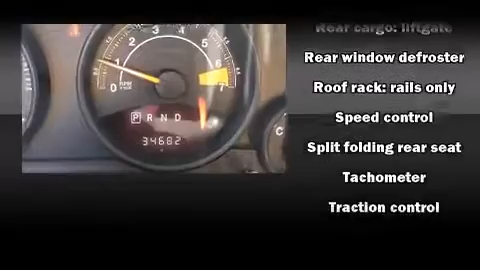 Rear cargo: liftgate
Rear window defroster
Roof rack: rails only
Speed control
Split folding rear seat
Tachometer
Traction control
0 1 2 3 4 5 6 7
RPM
P R N D
34682
C